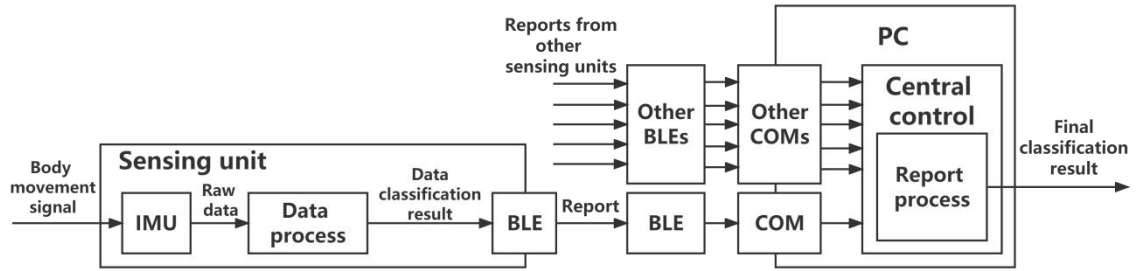 Body
movement
signal
Sensing unit
IMU
Raw
data
Data
process
Data
classification
result
BLE
Report
BLE
COM
Reports from
other
sensing units
Other
BLEs
Other
COMs
PC
Central
control
Report
process
Final
classification
result